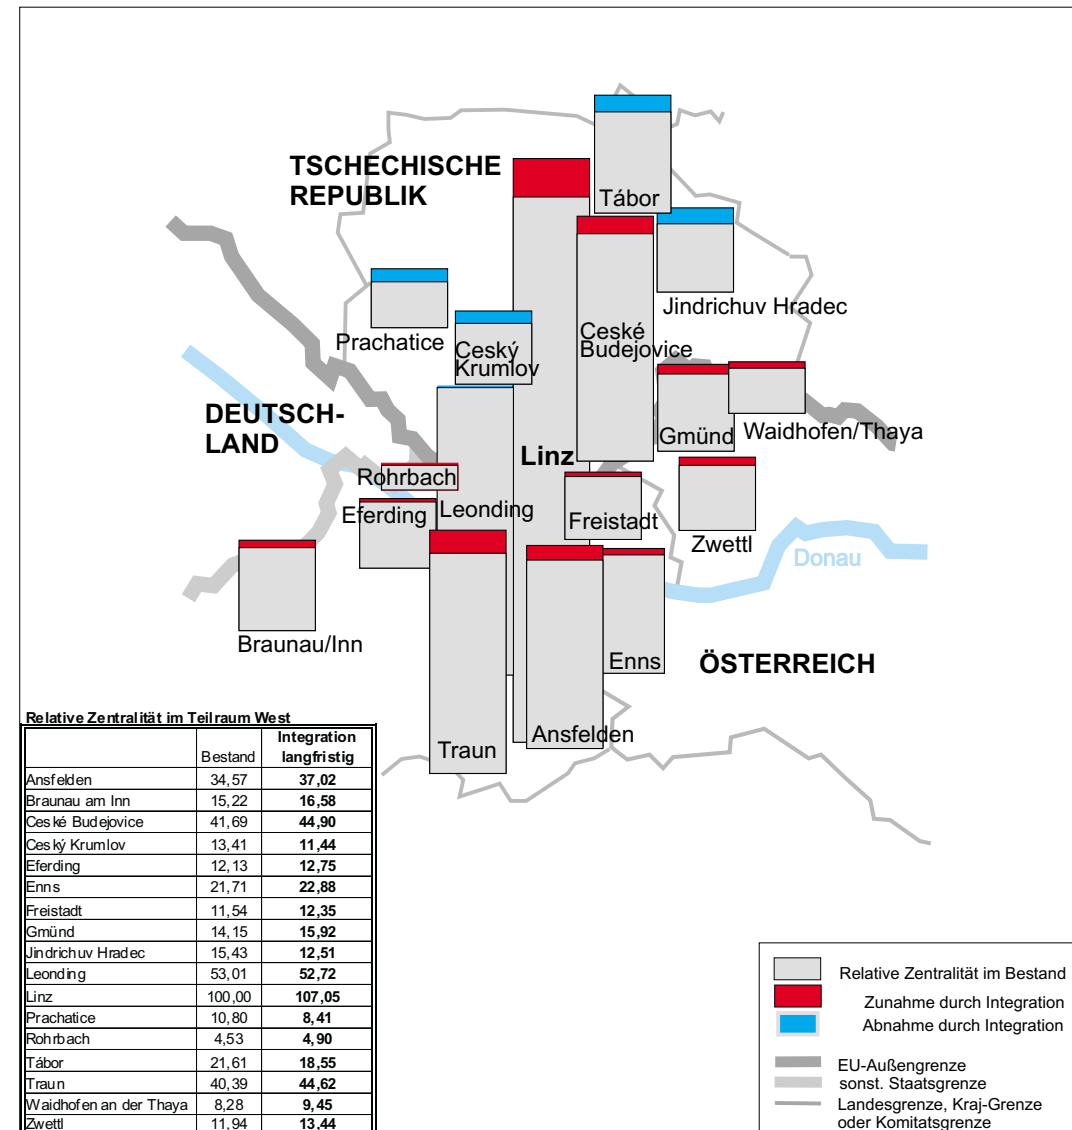 TSCHECHISCHE
REPUBLIK
Tábor
Jindrichuv Hradec
Prachatice
Ceský
Krumlov
Ceské
Budejovice
DEUTSCH-
LAND
Gmünd
Waidhofen/Thaya
Linz
Rohrbach
Eferding
Leonding
Freistadt
Zwettl
Donau
Braunau/Inn
Enns
ÖSTERREICH
Traun
Ansfelden
Relative Zentralität im Teilraum West
Bestand Integration
langfristig
Ansfelden 34,57 37,02
Braunau am Inn 15,22 16,58
Ceské Budejovice 41,69 44,90
Ceský Krumlov 13,41 11,44
Eferding 12,13 12,75
Enns 21,71 22,88
Freistadt 11,54 12,35
Gmünd 14,15 15,92
Jindrichuv Hradec 15,43 12,51
Leonding 53,01 52,72
Linz 100,00 107,05
Prachatice 10,80 8,41
Rohrbach 4,53 4,90
Tábor 21,61 18,55
Traun 40,39 44,62
Waidhofen an der Thaya 8,28 9,45
Zwettl 11,94 13,44
Relative Zentralität im Bestand
Zunahme durch Integration
Abnahme durch Integration
EU-Außengrenze
sonst. Staatsgrenze
Landesgrenze, Kraj-Grenze
oder Komitatsgrenze